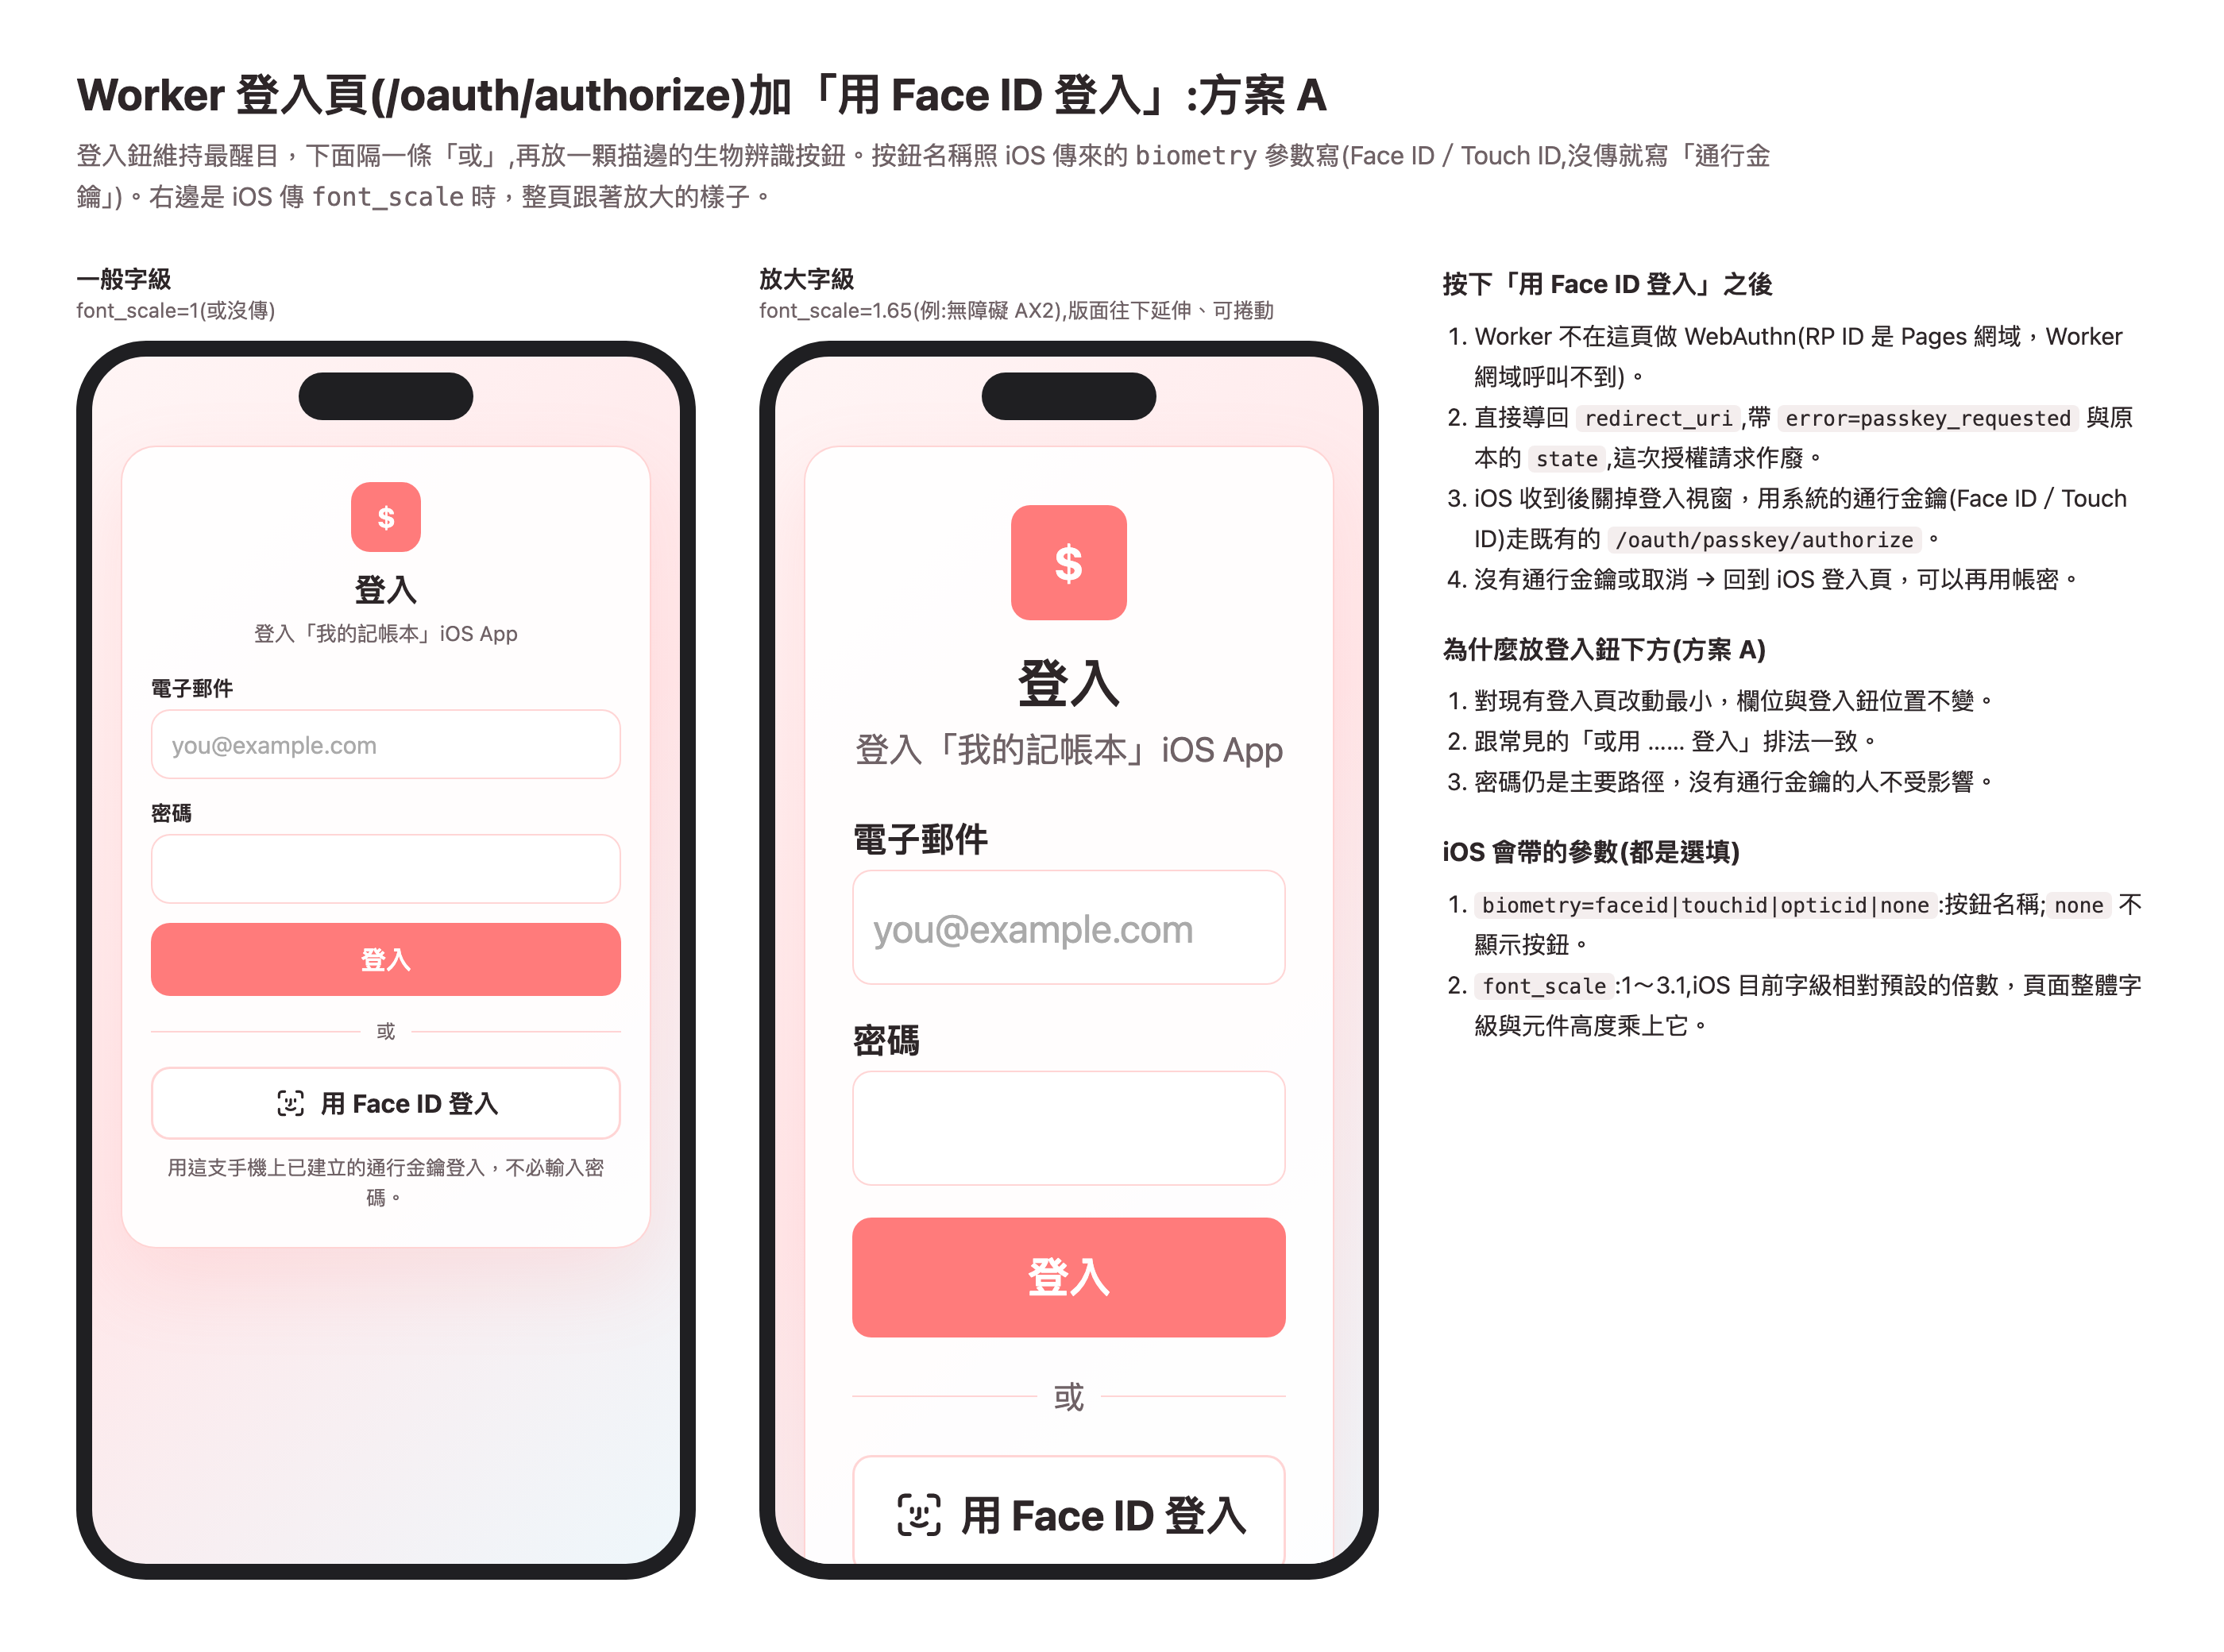 Worker 登入頁(/oauth/authorize)加「用 Face ID 登入」:方案 A
登入鈕維持最醒目，下面隔一條「或」,再放一顆描邊的生物辨識按鈕。按鈕名稱照 iOS 傳來的 biometry 參數寫(Face ID / Touch ID,沒傳就寫「通行金
鑰」)。右邊是 iOS 傳 font_scale 時，整頁跟著放大的樣子。
一般字級
font_scale=1(或沒傳)
$
登入
登入「我的記帳本」iOS App
電子郵件
you@example.com
密碼
登入
或
用 Face ID 登入
用這支手機上已建立的通行金鑰登入，不必輸入密
碼。
放大字級
font_scale=1.65(例:無障礙 AX2),版面往下延伸、可捲動
$
登入
登入「我的記帳本」iOS App
電子郵件
you@example.com
密碼
登入
或
用 Face ID 登入
按下「用 Face ID 登入」之後
1. Worker 不在這頁做 WebAuthn(RP ID 是 Pages 網域，Worker
網域呼叫不到)。
2. 直接導回 redirect_uri,帶 error=passkey_requested 與原
本的 state,這次授權請求作廢。
3. iOS 收到後關掉登入視窗，用系統的通行金鑰(Face ID / Touch
ID)走既有的 /oauth/passkey/authorize。
4. 沒有通行金鑰或取消 → 回到 iOS 登入頁，可以再用帳密。
為什麼放登入鈕下方(方案 A)
1. 對現有登入頁改動最小，欄位與登入鈕位置不變。
2. 跟常見的「或用 …… 登入」排法一致。
3. 密碼仍是主要路徑，沒有通行金鑰的人不受影響。
iOS 會帶的參數(都是選填)
1. biometry=faceid|touchid|opticid|none:按鈕名稱;none 不
顯示按鈕。
2. font_scale:1～3.1,iOS 目前字級相對預設的倍數，頁面整體字
級與元件高度乘上它。